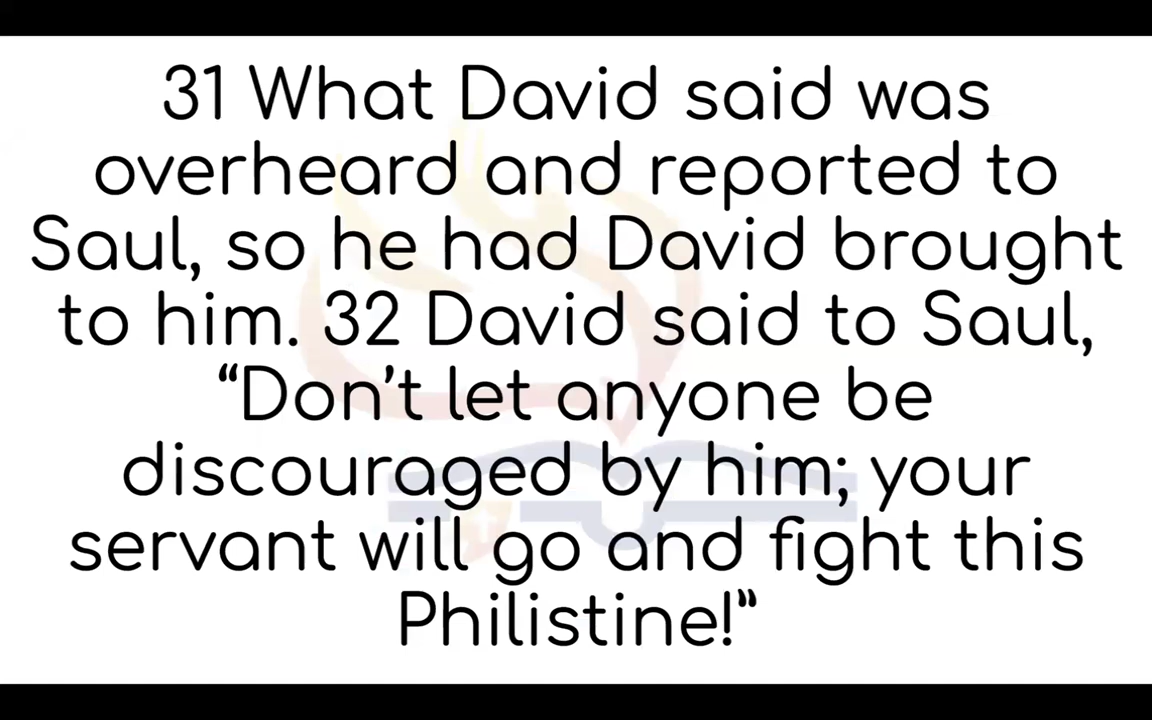 31 What David said was
overheard and reported to
Saul, so he had David brought
to him. 32 David said to Saul,
“Don’t let anyone be
discouraged by him; your
servant will go and fight this
Philistine!”